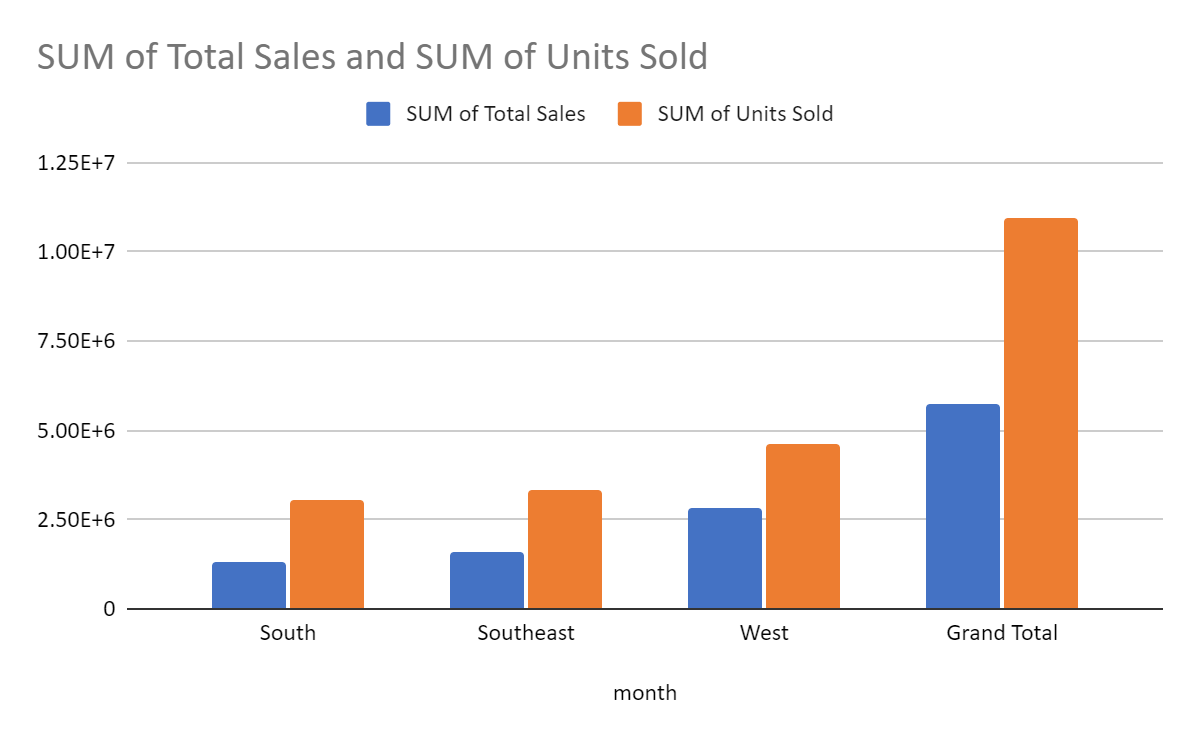 SUM of Total Sales and SUM of Units Sold
SUM of Total Sales SUM of Units Sold
1.25E+7
1.00E+7
7.50E+6
5.00E+6
2.50E+6
0
South Southeast West Grand Total
month